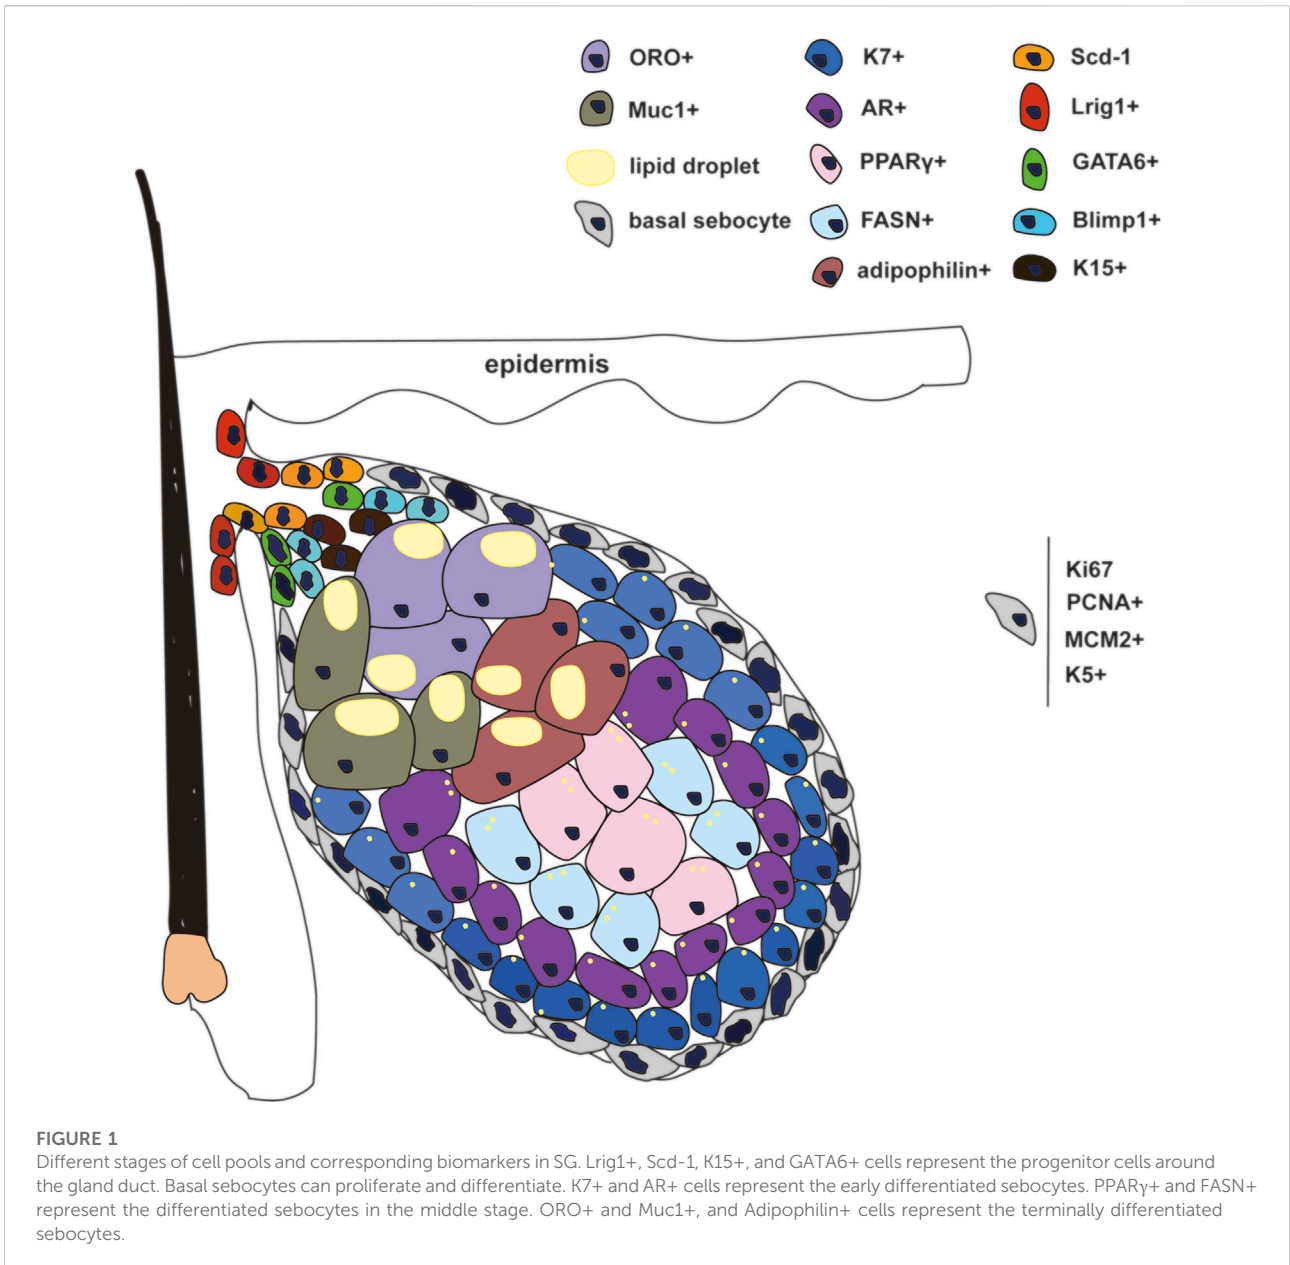 ORO+
K7+
Scd-1
Muc1+
AR+
Lrig1+
lipid droplet
PPARγ+
GATA6+
basal sebocyte
FASN+
Blimp1+
adipophilin+
K15+
epidermis
Ki67
PCNA+
MCM2+
K5+
FIGURE 1
Different stages of cell pools and corresponding biomarkers in SG. Lrig1+, Scd-1, K15+, and GATA6+ cells represent the progenitor cells around
the gland duct. Basal sebocytes can proliferate and differentiate. K7+ and AR+ cells represent the early differentiated sebocytes. PPARγ+ and FASN+
represent the differentiated sebocytes in the middle stage. ORO+ and Muc1+, and Adipophilin+ cells represent the terminally differentiated
sebocytes.